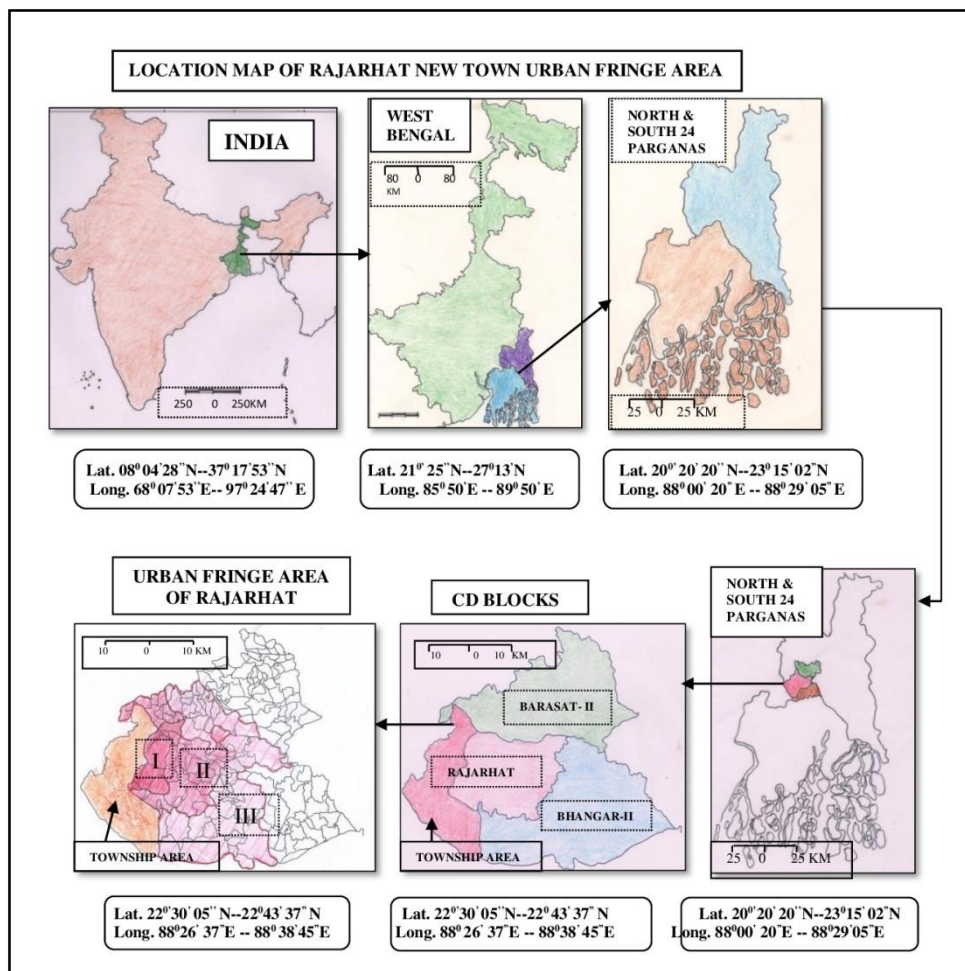 LOCATION MAP OF RAJARHAT NEW TOWN URBAN FRINGE AREA
INDIA
250 0 250KM
WEST
BENGAL
80 0 80
KM
NORTH &
SOUTH 24
PARGANAS
25 0 25 KM
Lat. 08⁰ 04'28"N--37⁰ 17'53''N
Long. 68⁰ 07'53''E-- 97⁰ 24'47'' E
Lat. 21⁰' 25"N--27⁰13'N
Long. 85⁰ 50'E -- 89⁰ 50' E
Lat. 20⁰' 20' 20"N--23⁰ 15' 02"N
Long. 88⁰ 00' 20"E -- 88⁰ 29' 05"E
URBAN FRINGE AREA
OF RAJARHAT
10 0 10 KM
I
II
III
TOWNSHIP AREA
CD BLOCKS
10 0 10 KM
BARASAT- II
RAJARHAT
BHANGAR-II
TOWNSHIP AREA
NORTH &
SOUTH 24
PARGANAS
25 0 25 KM
Lat. 22⁰' 30' 05''N--22⁰ 43' 37'' N
Long. 88⁰ 26' 37"E -- 88⁰ 38' 45"E
Lat. 22⁰' 30' 05''N--22⁰ 43' 37" N
Long. 88⁰ 26' 37"E -- 88⁰ 38' 45"E
Lat. 20⁰' 20' 20''N--23⁰ 15' 02''N
Long. 88⁰ 00' 20"E -- 88⁰ 29' 05"E